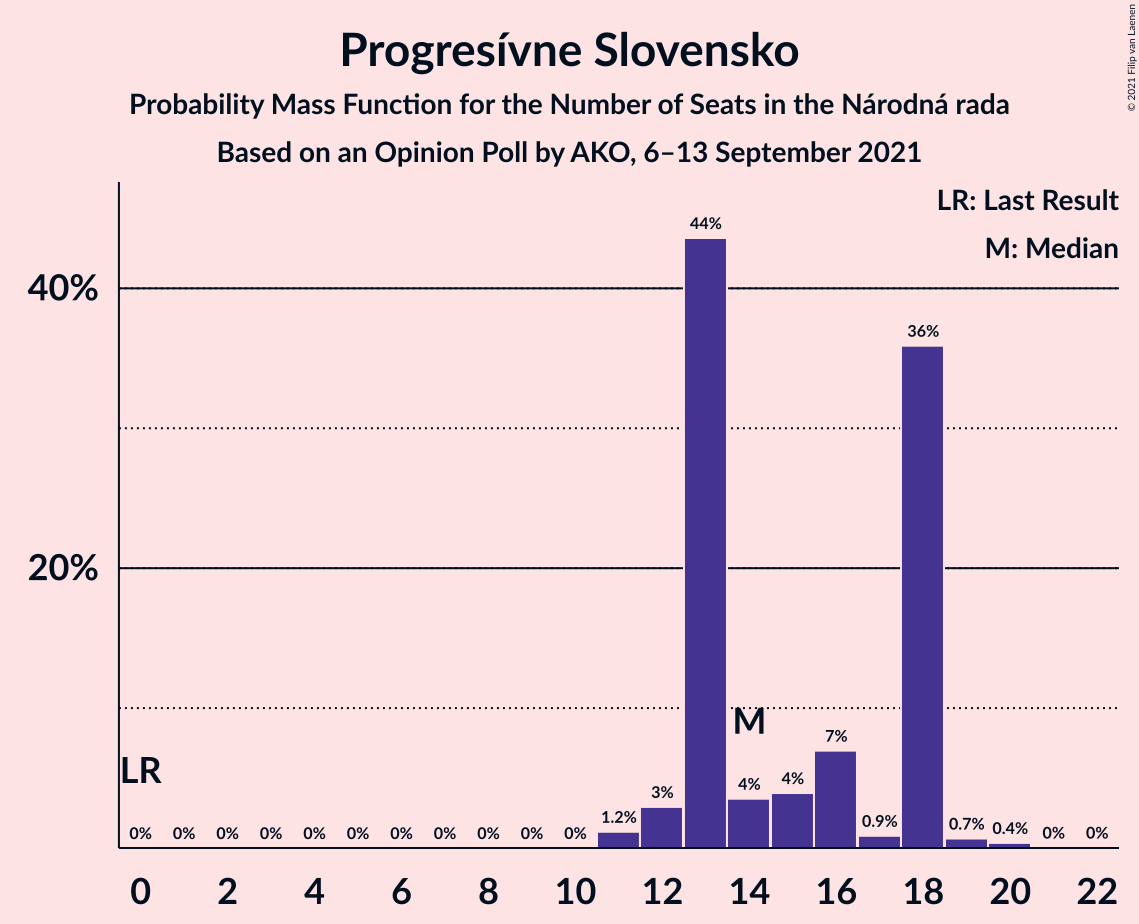 Progresívne Slovensko
Probability Mass Function for the Number of Seats in the Národná rada
Based on an Opinion Poll by AKO, 6–13 September 2021
© 2021 Filip van Laenen
LR: Last Result
M: Median
40%
20%
LR
M
0% 0% 0% 0% 0% 0% 0% 0% 0% 0% 0% 1.2% 3% 44% 4% 4% 7% 0.9% 36% 0.7% 0.4% 0% 0%
0 2 4 6 8 10 12 14 16 18 20 22